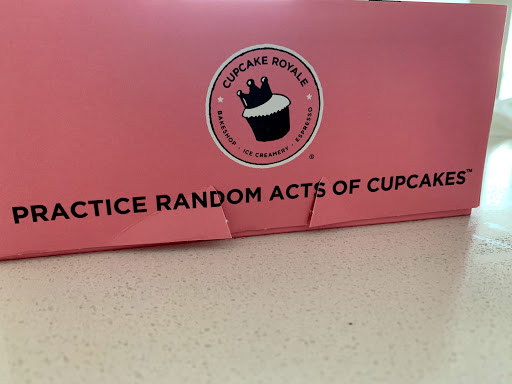 CUPCAKE ROYALE
BAKESHOP · ICE CREAMERY · ESPRESSO
®
PRACTICE RANDOM ACTS OF CUPCAKES™